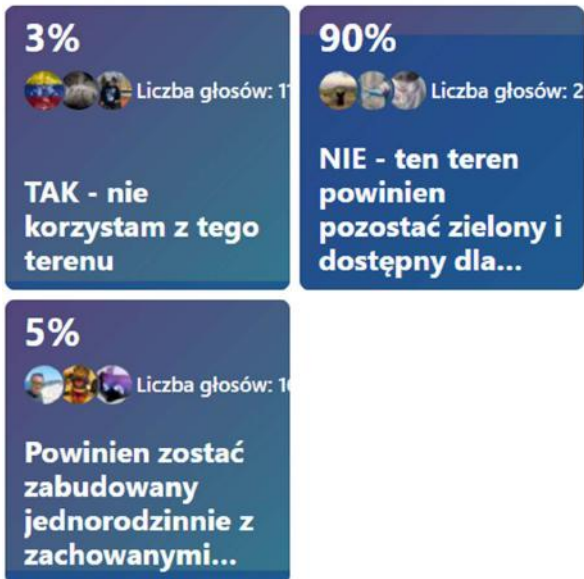 3%
Liczba głosów: 1
TAK - nie
korzystam z tego
terenu
90%
Liczba głosów: 2
NIE - ten teren
powinien
pozostać zielony i
dostępny dla...
5%
Liczba głosów: 1
Powinien zostać
zabudowany
jednorodzinnie z
zachowanymi...